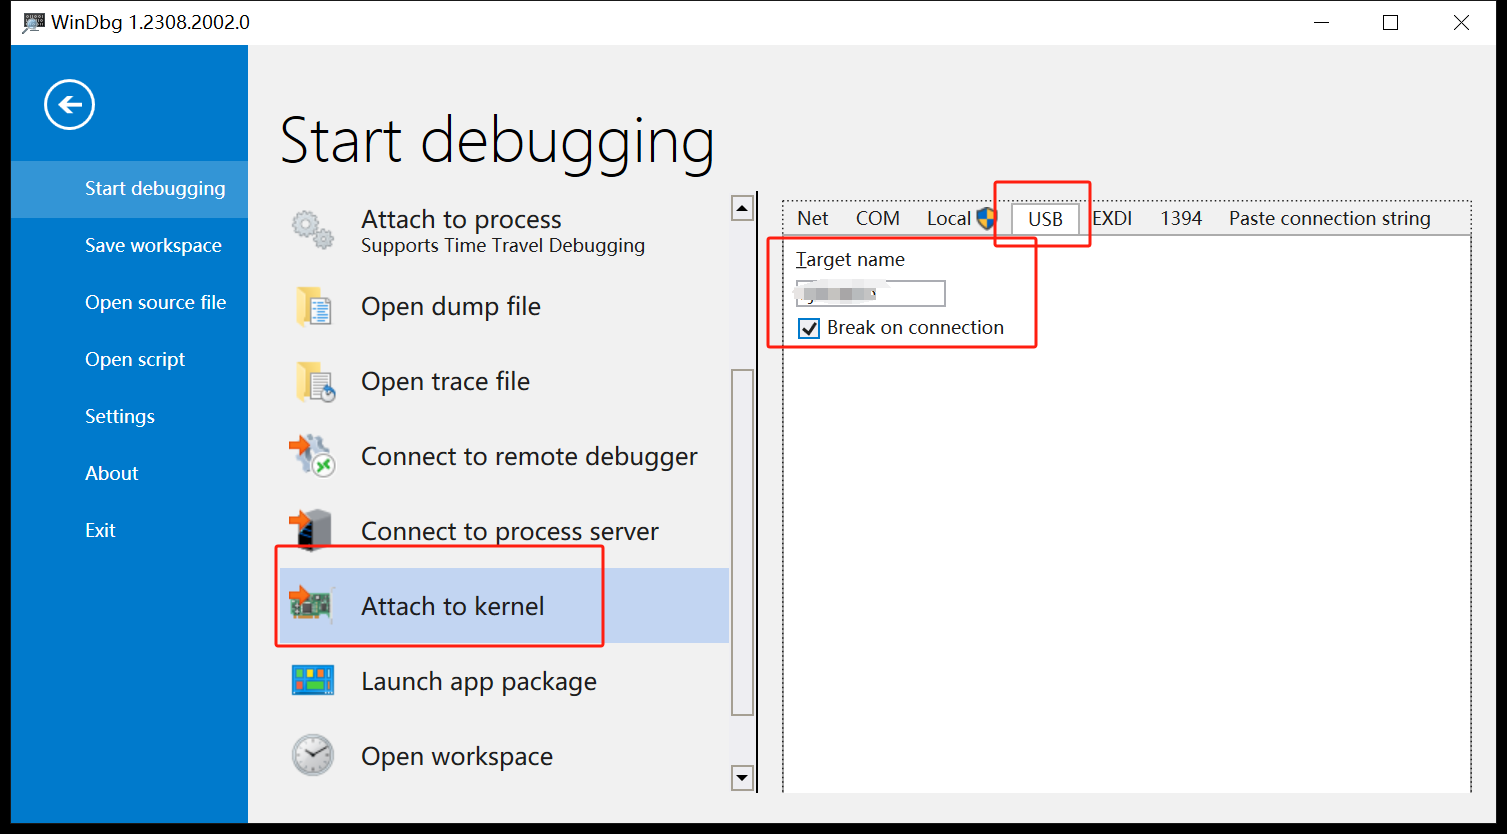 WinDbg 1.2308.2002.0
Start debugging
Save workspace
Open source file
Open script
Settings
About
Exit
Start debugging
Attach to process
Supports Time Travel Debugging
Open dump file
Open trace file
Connect to remote debugger
Connect to process server
Attach to kernel
Launch app package
Open workspace
Net COM Local USB EXDI 1394 Paste connection string
Target name
Break on connection